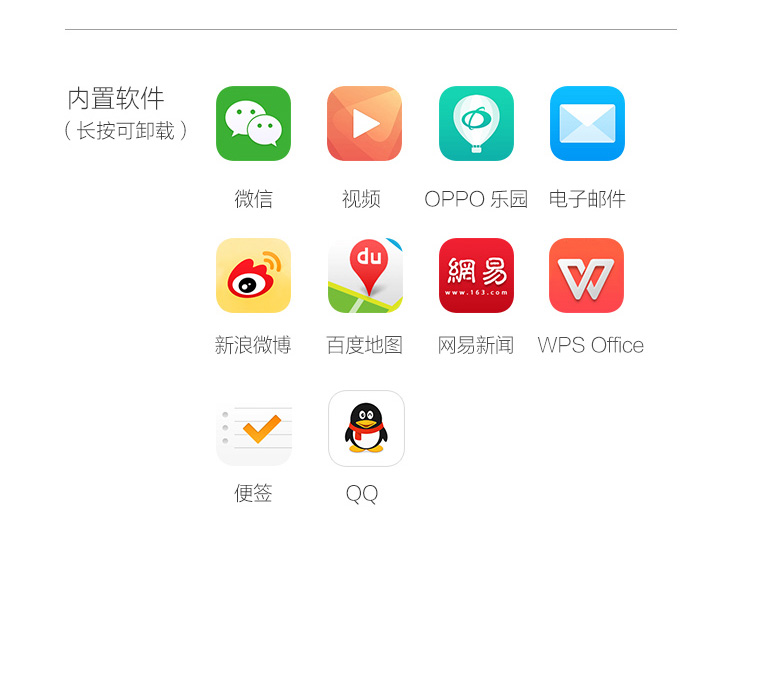 内置软件
（长按可卸载）
微信
视频
OPPO 乐园
电子邮件
du
網易
www.163.com
新浪微博
百度地图
网易新闻
WPS Office
便签
QQ